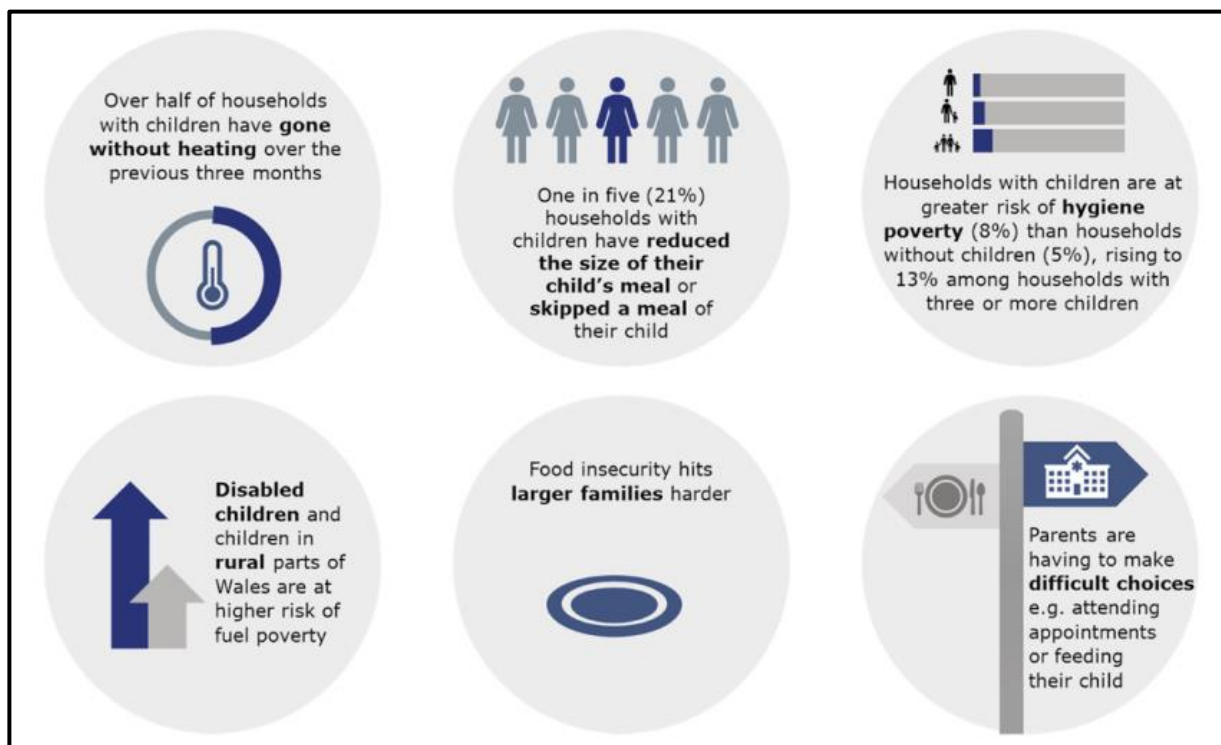 Over half of households
with children have gone
without heating over the
previous three months
One in five (21%)
households with
children have reduced
the size of their
child's meal or
skipped a meal of
their child
Households with children are at
greater risk of hygiene
poverty (8%) than households
without children (5%), rising to
13% among households with
three or more children
Disabled
children and
children in
rural parts of
Wales are at
higher risk of
fuel poverty
Food insecurity hits
larger families harder
Parents are
having to make
difficult choices
e.g. attending
appointments
or feeding
their child